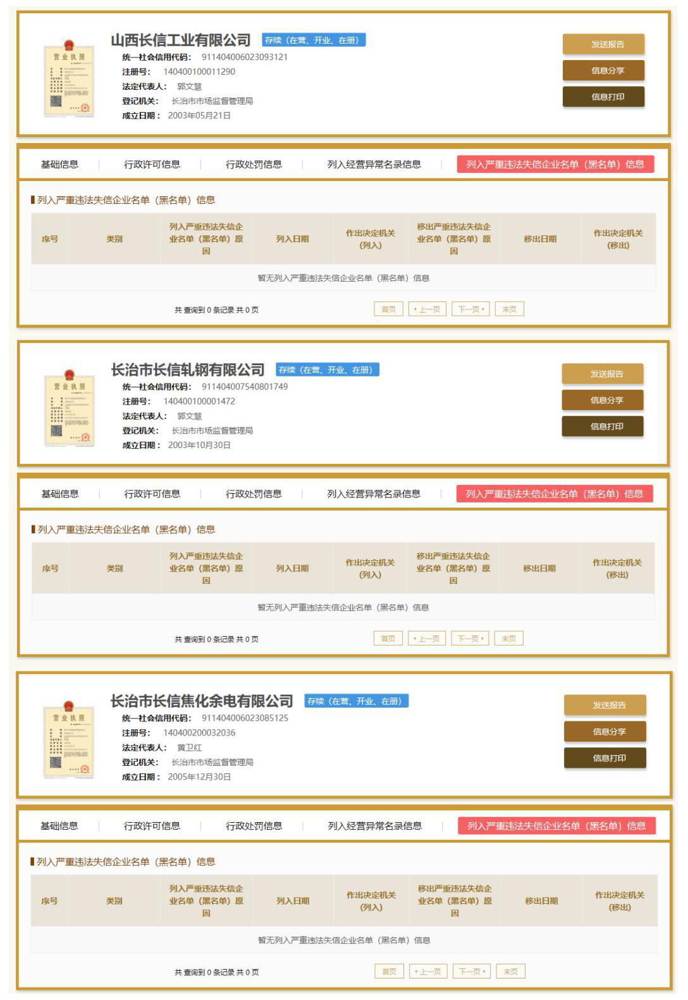 山西长信工业有限公司 存续（在营、开业、在册）
统一社会信用代码： 911404006023093121
注册号： 140400100011290
法定代表人： 郭文慧
登记机关： 长治市市场监督管理局
成立日期： 2003年05月21日
营业执照
发送报告
信息分享
信息打印
基础信息 行政许可信息 行政处罚信息 列入经营异常名录信息 列入严重违法失信企业名单（黑名单）信息
列入严重违法失信企业名单（黑名单）信息
序号 类别 列入严重违法失信企业名单（黑名单）原因 列入日期 作出决定机关(列入) 移出严重违法失信企业名单（黑名单）原因 移出日期 作出决定机关(移出)
暂无列入严重违法失信企业名单（黑名单）信息
共 查询到 0 条记录 共 0 页 首页 上一页 下一页 末页
长治市长信轧钢有限公司 存续（在营、开业、在册）
统一社会信用代码： 911404007540801749
注册号： 140400100001472
法定代表人： 郭文慧
登记机关： 长治市市场监督管理局
成立日期： 2003年10月30日
营业执照
发送报告
信息分享
信息打印
基础信息 行政许可信息 行政处罚信息 列入经营异常名录信息 列入严重违法失信企业名单（黑名单）信息
列入严重违法失信企业名单（黑名单）信息
序号 类别 列入严重违法失信企业名单（黑名单）原因 列入日期 作出决定机关(列入) 移出严重违法失信企业名单（黑名单）原因 移出日期 作出决定机关(移出)
暂无列入严重违法失信企业名单（黑名单）信息
共 查询到 0 条记录 共 0 页 首页 上一页 下一页 末页
长治市长信焦化余电有限公司 存续（在营、开业、在册）
统一社会信用代码： 911404006023085125
注册号： 140400200032036
法定代表人： 黄卫红
登记机关： 长治市市场监督管理局
成立日期： 2005年12月30日
营业执照
发送报告
信息分享
信息打印
基础信息 行政许可信息 行政处罚信息 列入经营异常名录信息 列入严重违法失信企业名单（黑名单）信息
列入严重违法失信企业名单（黑名单）信息
序号 类别 列入严重违法失信企业名单（黑名单）原因 列入日期 作出决定机关(列入) 移出严重违法失信企业名单（黑名单）原因 移出日期 作出决定机关(移出)
暂无列入严重违法失信企业名单（黑名单）信息
共 查询到 0 条记录 共 0 页 首页 上一页 下一页 末页